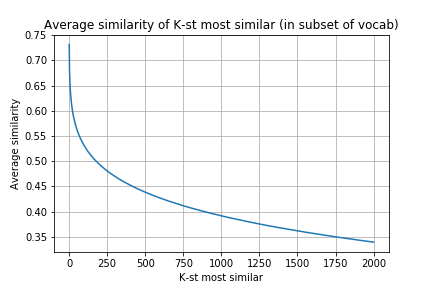 Average similarity of K-st most similar (in subset of vocab)
0.75
0.70
0.65
0.60
0.55
0.50
0.45
0.40
0.35
Average similarity
0 250 500 750 1000 1250 1500 1750 2000
K-st most similar